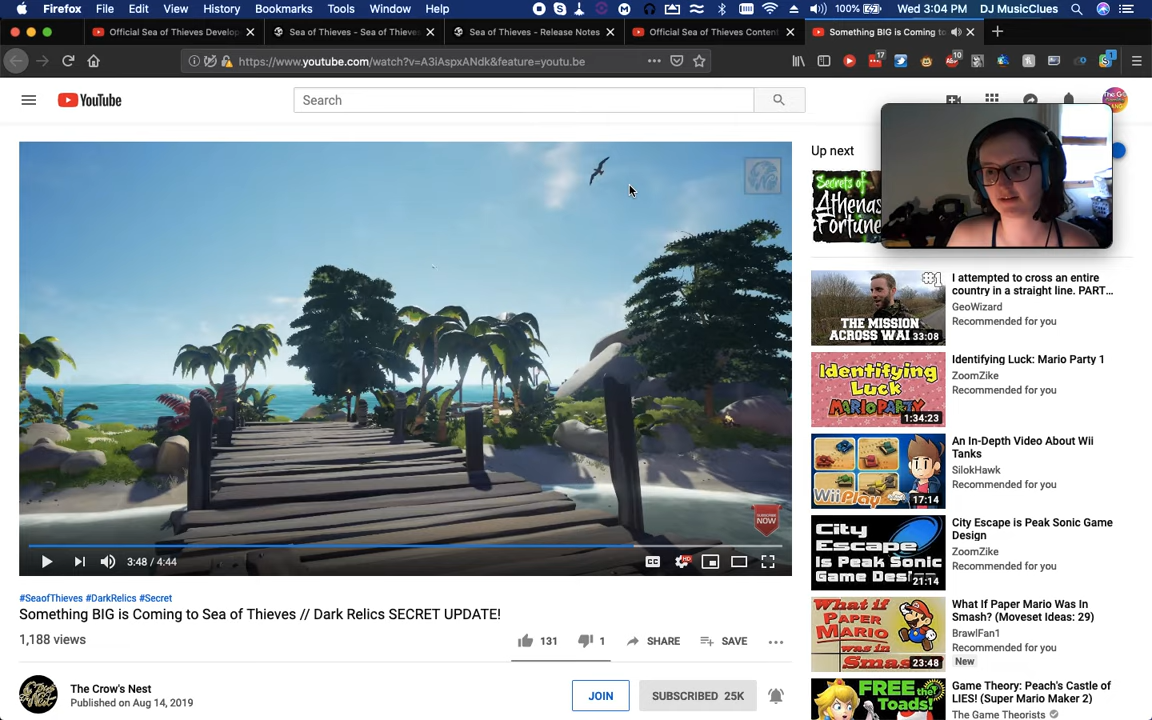 Firefox File Edit View History Bookmarks Tools Window Help 100% Wed 3:04 PM DJ MusicClues
Official Sea of Thieves Develop Sea of Thieves - Sea of Thieve Sea of Thieves - Release Notes Official Sea of Thieves Conten Something BIG is Coming to
https://www.youtube.com/watch?v=A3iAspxANdk&feature=youtu.be
YouTube
Search
Up next
Secrets of
Athenas
Fortune
SUBSCRIBE
NOW
3:48 / 4:44
CC
HD
#SeaofThieves #DarkRelics #Secret
Something BIG is Coming to Sea of Thieves // Dark Relics SECRET UPDATE!
1,188 views
131 1 SHARE SAVE
The Crow's Nest
Published on Aug 14, 2019
JOIN SUBSCRIBED 25K
#1
THE MISSION
ACROSS WAL
33:08
I attempted to cross an entire
country in a straight line. PART...
GeoWizard
Recommended for you
Identifying
Luck
MARIO PARTY
1:34:23
Identifying Luck: Mario Party 1
ZoomZike
Recommended for you
Wii Play
17:14
An In-Depth Video About Wii
Tanks
SilokHawk
Recommended for you
City
Escape
is Peak Sonic
Game Desi
21:14
City Escape is Peak Sonic Game
Design
ZoomZike
Recommended for you
What if
PAPER
MARIO
was in
Smas
23:48
What If Paper Mario Was In
Smash? (Moveset Ideas: 29)
BrawlFan1
Recommended for you
New
FREE the
Toads!
Game Theory: Peach's Castle of
LIES! (Super Mario Maker 2)
The Game Theorists